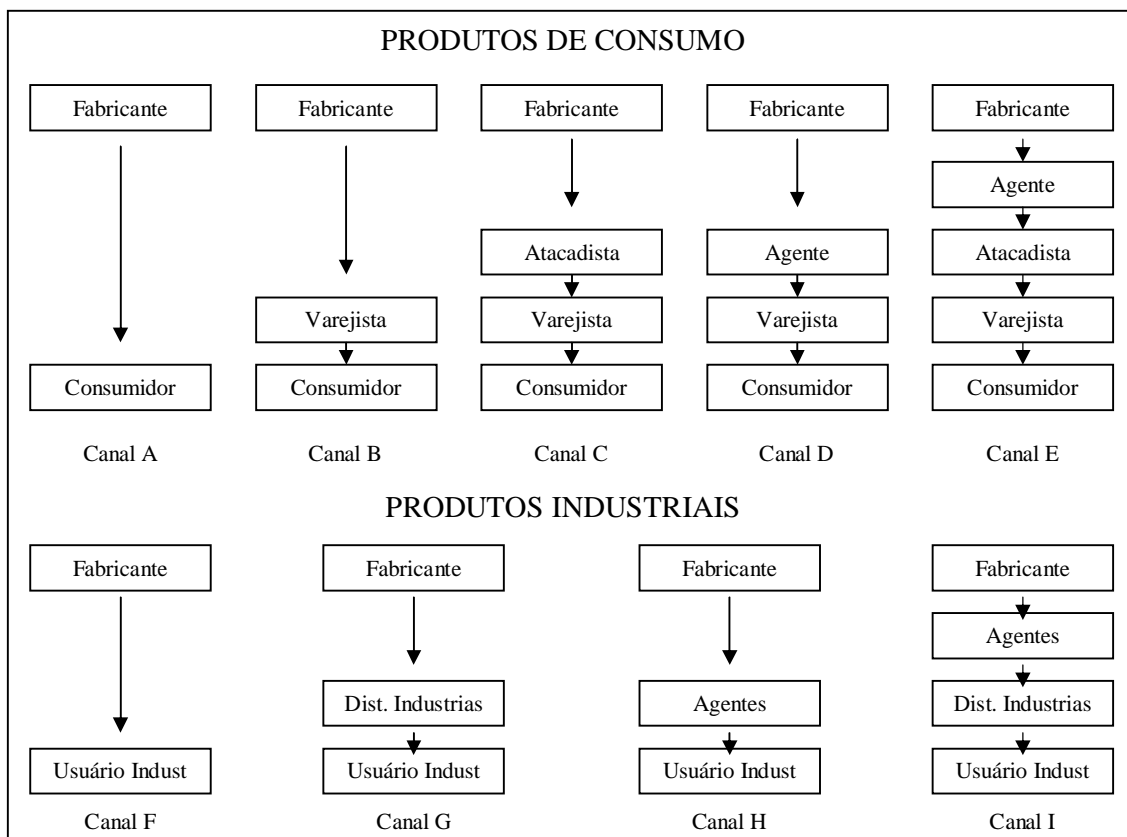 PRODUTOS DE CONSUMO
Fabricante Fabricante Fabricante Fabricante Fabricante
Agente
Atacadista Agente Atacadista
Varejista Varejista Varejista Varejista
Consumidor Consumidor Consumidor Consumidor Consumidor
Canal A Canal B Canal C Canal D Canal E
PRODUTOS INDUSTRIAIS
Fabricante Fabricante Fabricante Fabricante
Agentes
Dist. Industrias Agentes Dist. Industrias
Usuário Indust Usuário Indust Usuário Indust Usuário Indust
Canal F Canal G Canal H Canal I